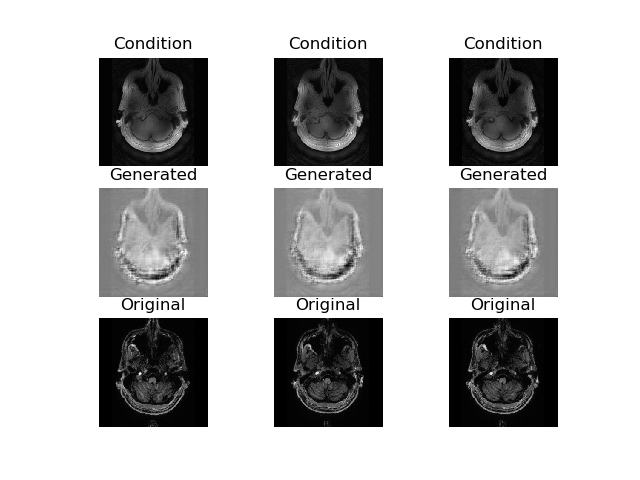 Condition Condition Condition
Generated Generated Generated
Original Original Original